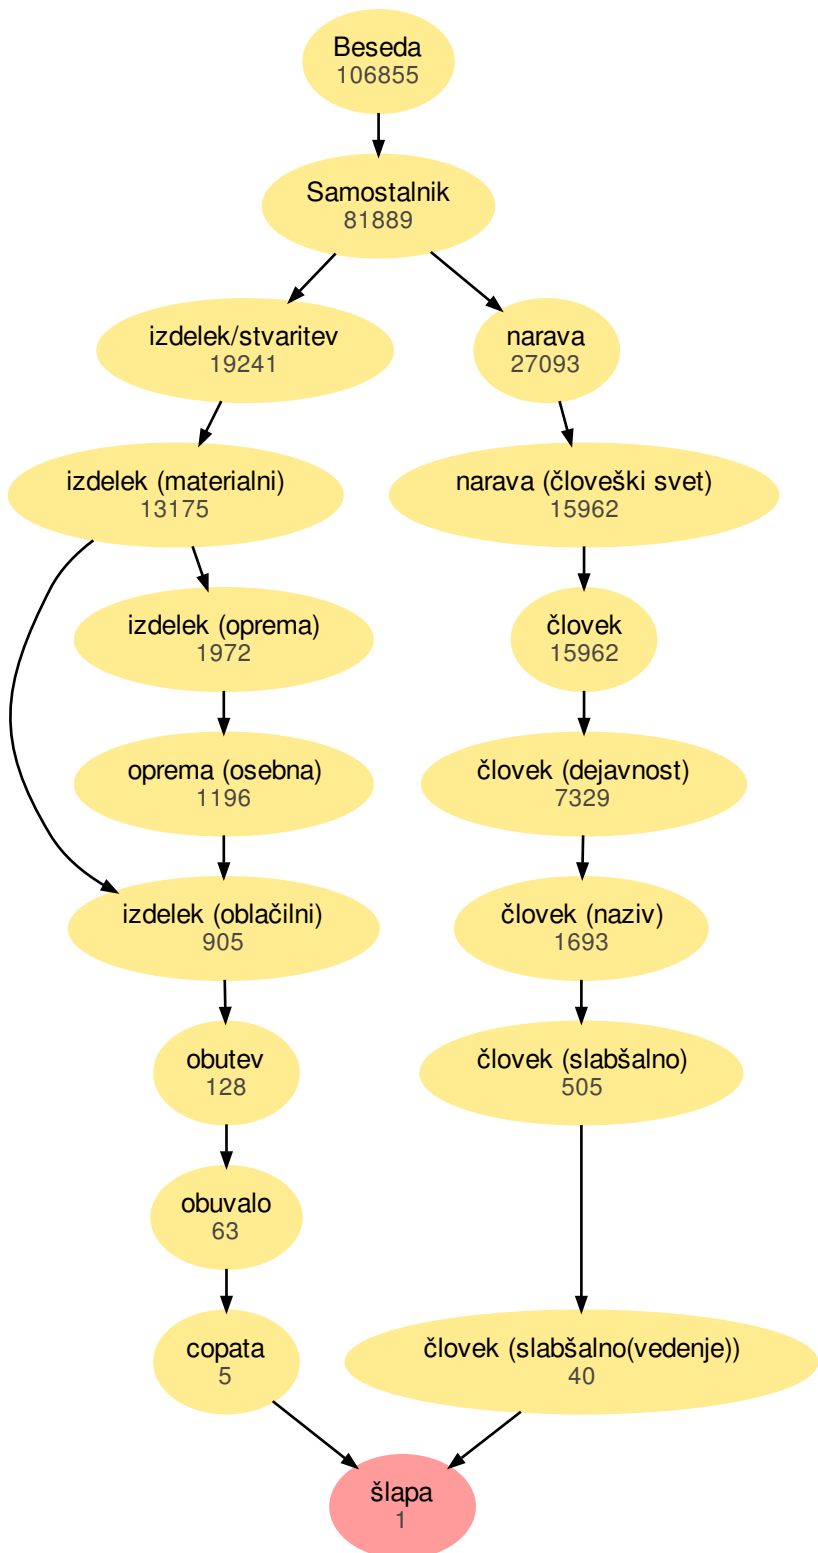 Beseda
106855
Samostalnik
81889
izdelek/stvaritev
19241
narava
27093
izdelek (materialni)
13175
narava (človeški svet)
15962
izdelek (oprema)
1972
človek
15962
oprema (osebna)
1196
človek (dejavnost)
7329
izdelek (oblačilni)
905
človek (naziv)
1693
obutev
128
človek (slabšalno)
505
obuvalo
63
copata
5
človek (slabšalno(vedenje))
40
šlapa
1